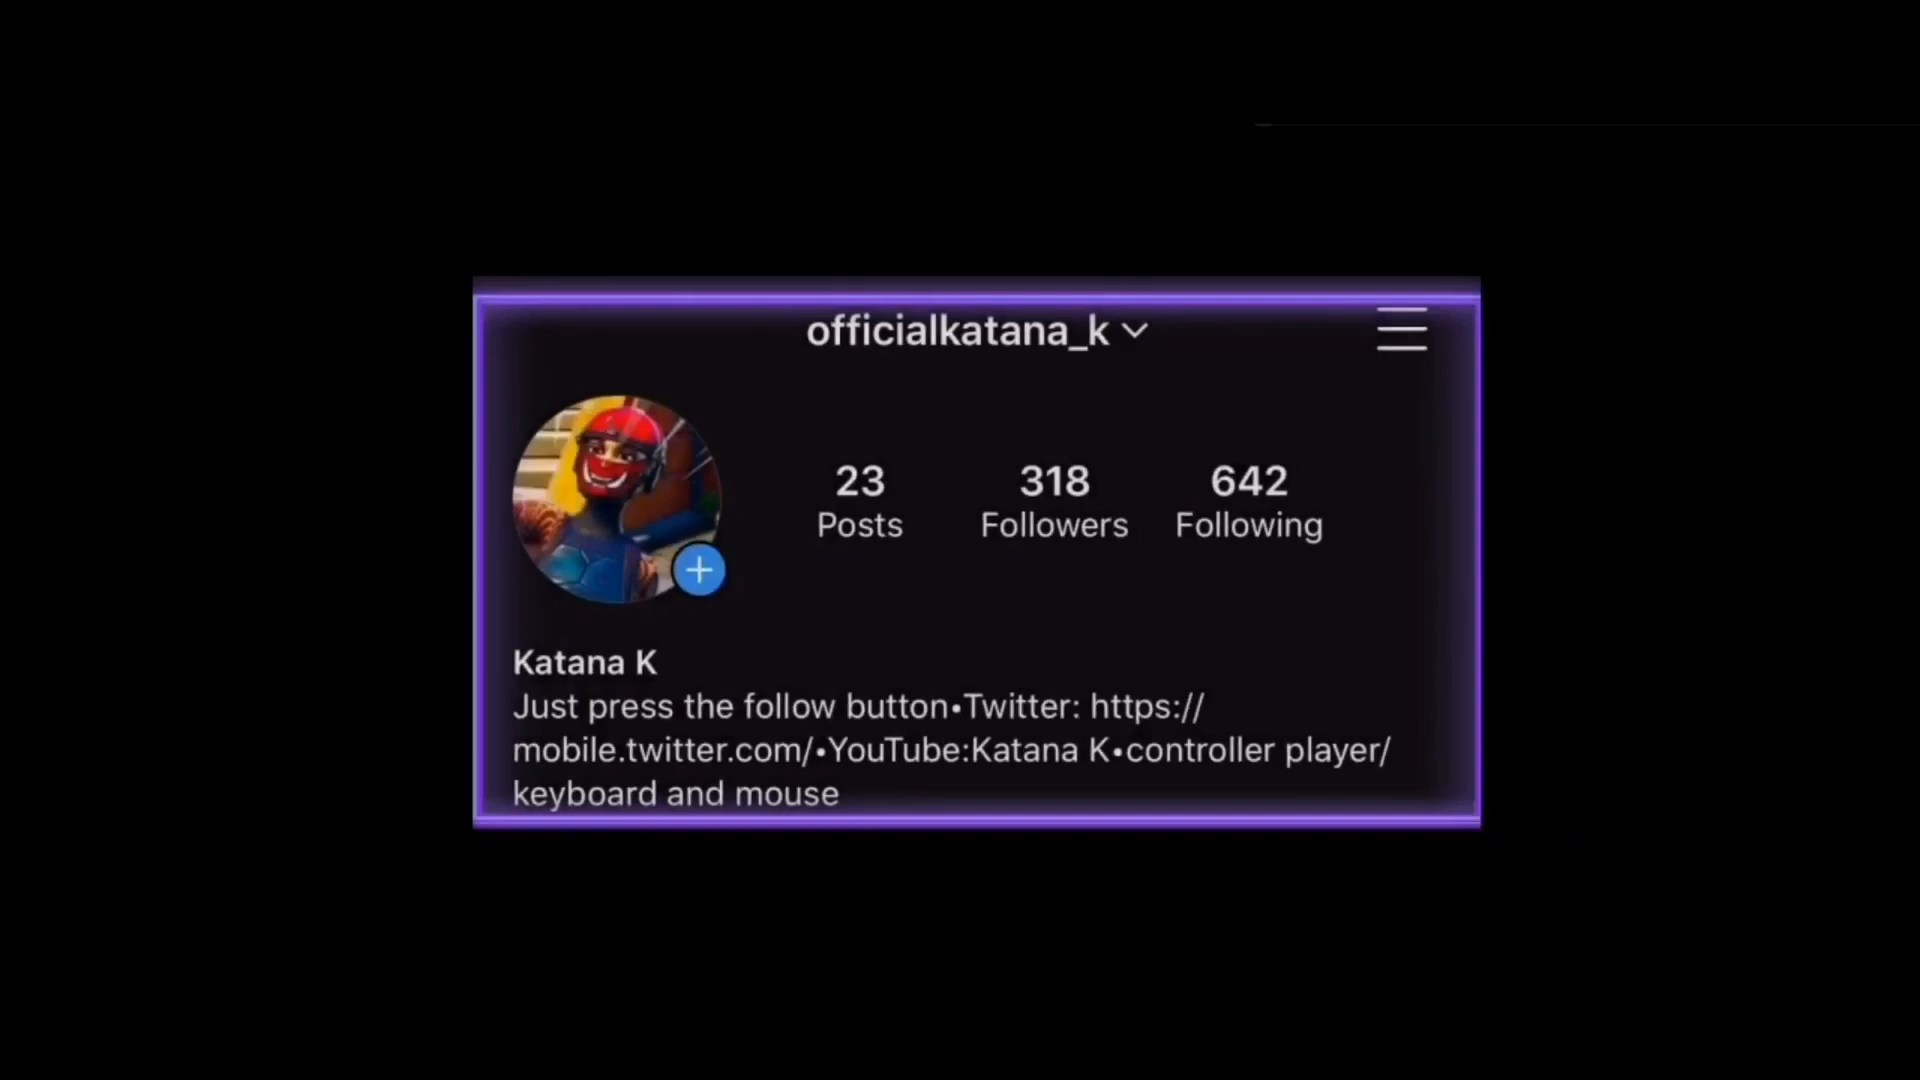 officialkatana_k
23 318 642
Posts Followers Following
Katana K
Just press the follow button•Twitter: https://
mobile.twitter.com/•YouTube:Katana K•controller player/
keyboard and mouse